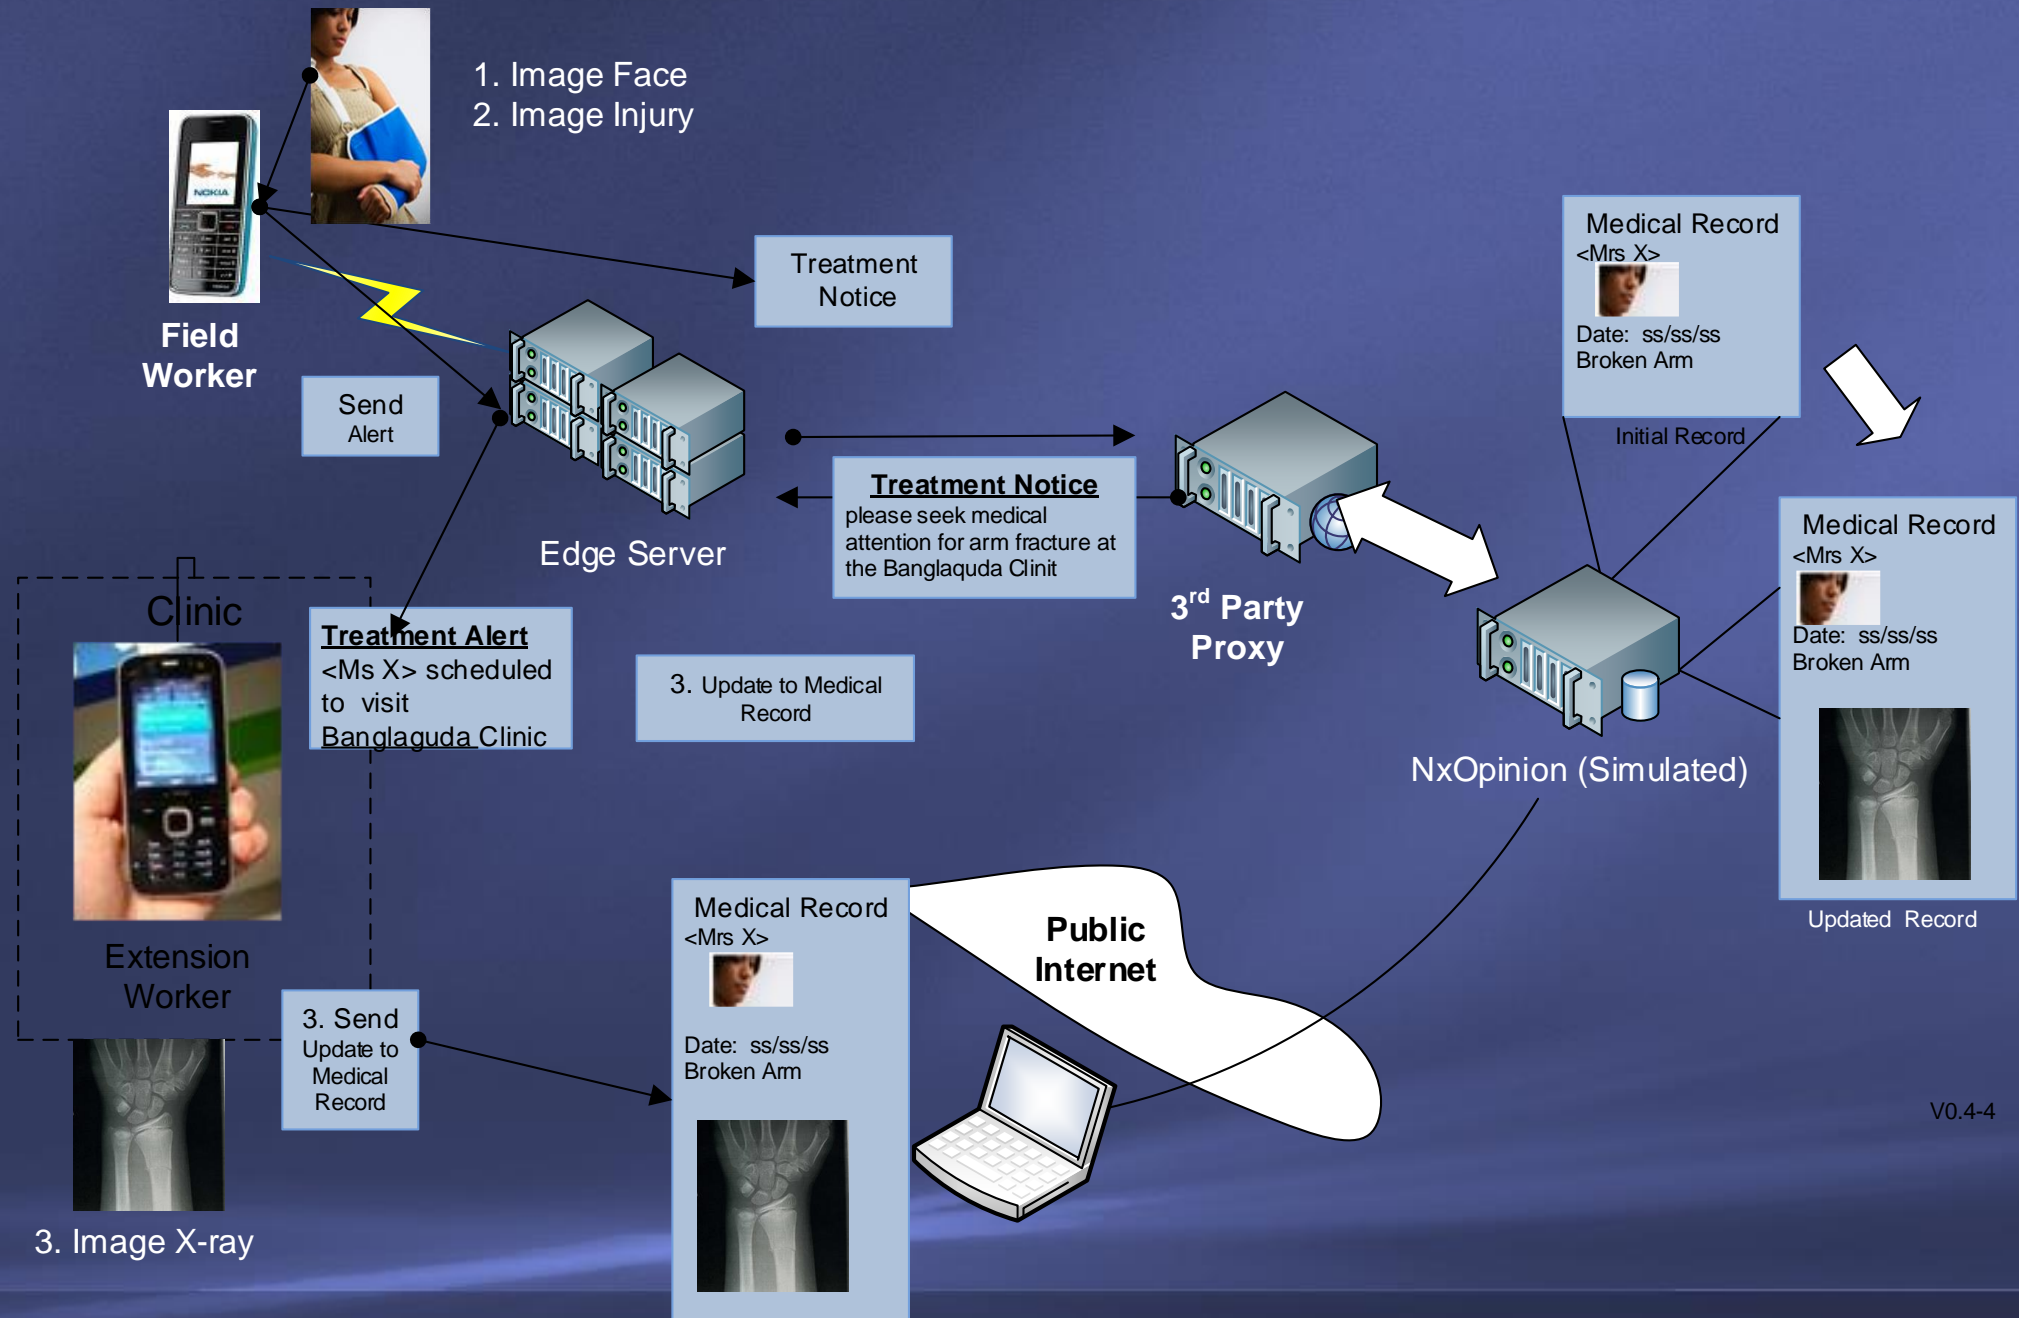 1. Image Face
2. Image Injury
NOKIA
Field
Worker
Treatment
Notice
Send
Alert
Edge Server
Treatment Notice
please seek medical
attention for arm fracture at
the Banglaquda Clinit
3rd Party
Proxy
Medical Record
<Mrs X>
Date: ss/ss/ss
Broken Arm
Initial Record
Medical Record
<Mrs X>
Date: ss/ss/ss
Broken Arm
Updated Record
NxOpinion (Simulated)
Clinic
Treatment Alert
<Ms X> scheduled
to visit
Banglaguda Clinic
3. Update to Medical
Record
Extension
Worker
3. Send
Update to
Medical
Record
3. Image X-ray
Medical Record
<Mrs X>
Date: ss/ss/ss
Broken Arm
Public
Internet
V0.4-4